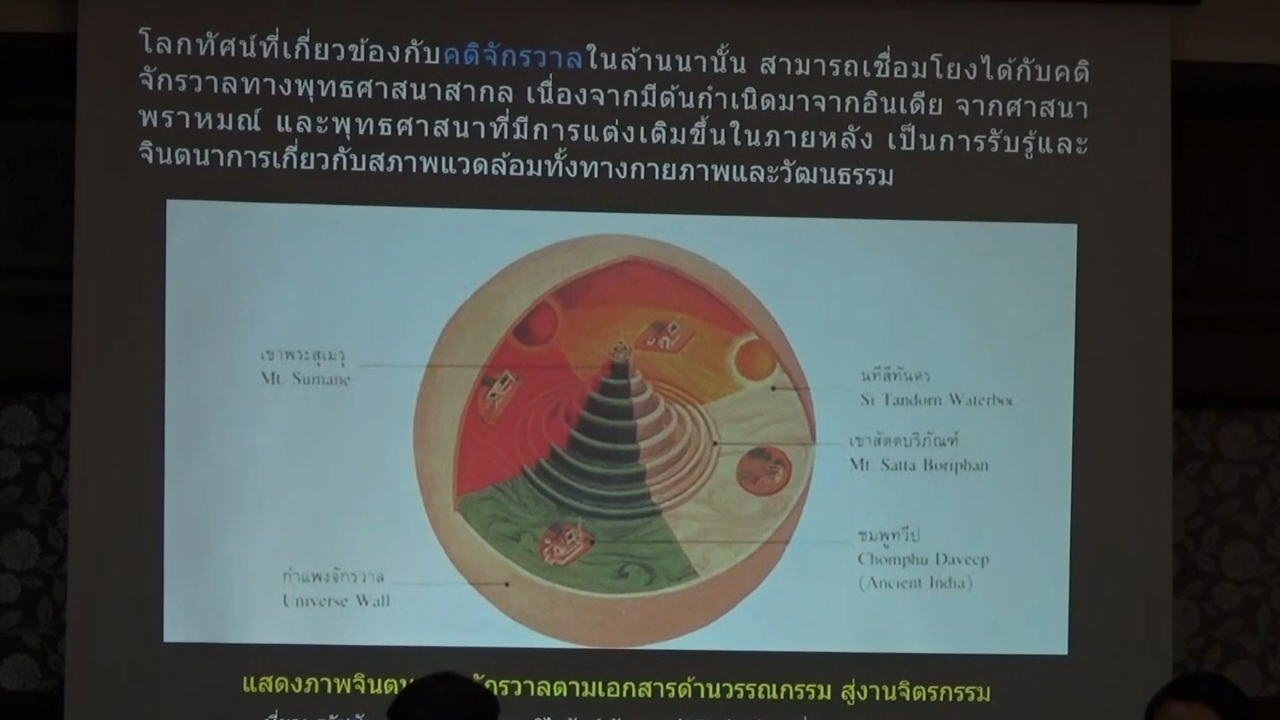 โลกทัศน์ที่เกี่ยวข้องกับคติจักรวาลในล้านนานั้น สามารถเชื่อมโยงได้กับคติ
จักรวาลทางพุทธศาสนาสากล เนื่องจากมีต้นกำเนิดมาจากอินเดีย จากศาสนา
พราหมณ์ และพุทธศาสนาที่มีการแต่งเติมขึ้นในภายหลัง เป็นการรับรู้และ
จินตนาการเกี่ยวกับสภาพแวดล้อมทั้งทางกายภาพและวัฒนธรรม
เขาพระสุเมรุ
Mt. Sumane
นทีสีทันดร
Si Tandorn
เขาสัตตบริภัณฑ์
Mt. Satta Boriphan
ชมพูทวีป
Chomphu Daveep
(Ancient India)
กำแพงจักรวาล
Universe Wall
แสดงภาพจินตน จักรวาลตามเอกสารด้านวรรณกรรม สู่งานจิตรกรรม